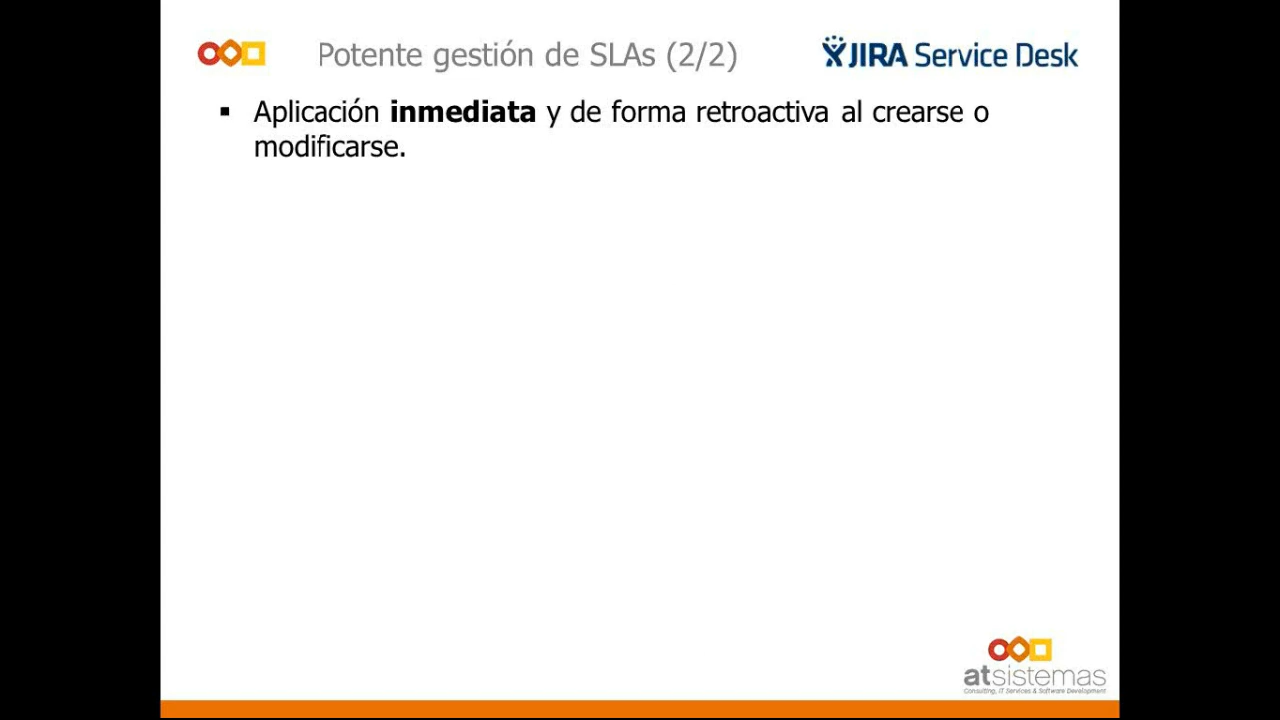 Potente gestión de SLAs (2/2)
JIRA Service Desk
▪ Aplicación inmediata y de forma retroactiva al crearse o
modificarse.
atsistemas
Consulting, IT Services & Software Development